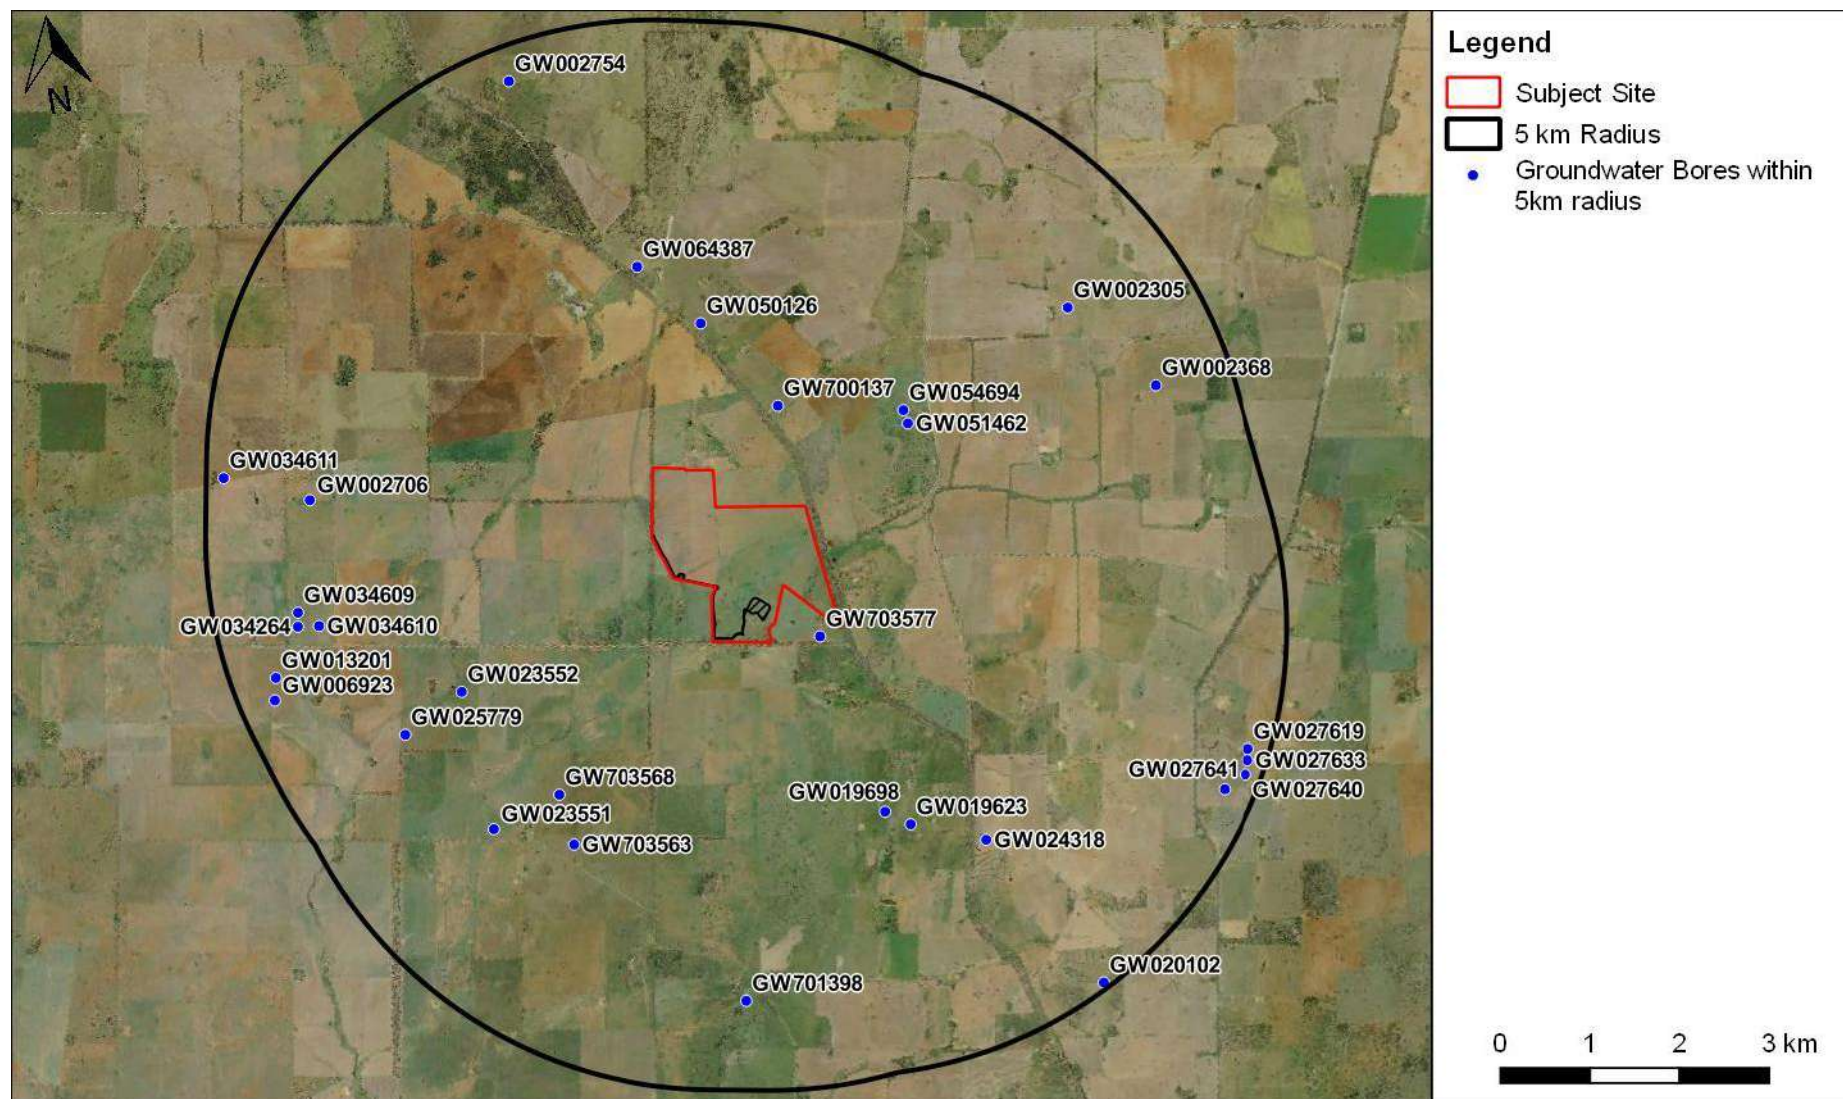 N
GW002754
GW064387
GW050126
GW002305
GW002368
GW700137
GW054694
GW051462
GW034611
GW002706
GW034609
GW034264
GW034610
GW703577
GW013201
GW006923
GW023552
GW025779
GW027619
GW027633
GW027641
GW027640
GW703568
GW019698
GW019623
GW023551
GW703563
GW024318
GW020102
GW701398
Legend
Subject Site
5 km Radius
Groundwater Bores within
5km radius
0 1 2 3 km